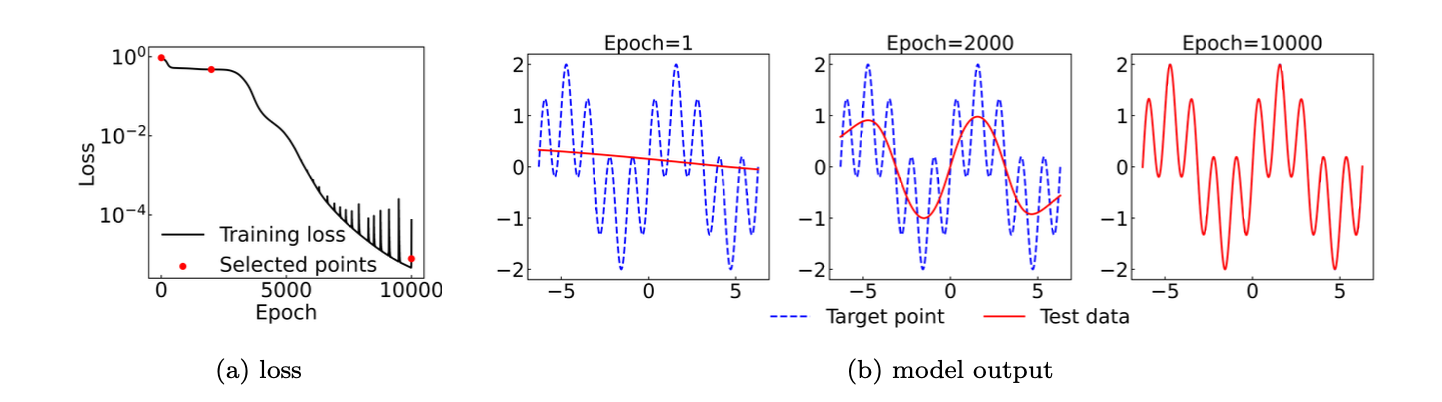 10⁰
10⁻²
10⁻⁴
Loss
Training loss
Selected points
0 5000 10000
Epoch
Epoch=1
2
1
0
−1
−2
−5 0 5
Epoch=2000
2
1
0
−1
−2
−5 0 5
Epoch=10000
2
1
0
−1
−2
−5 0 5
Target point Test data
(a) loss
(b) model output